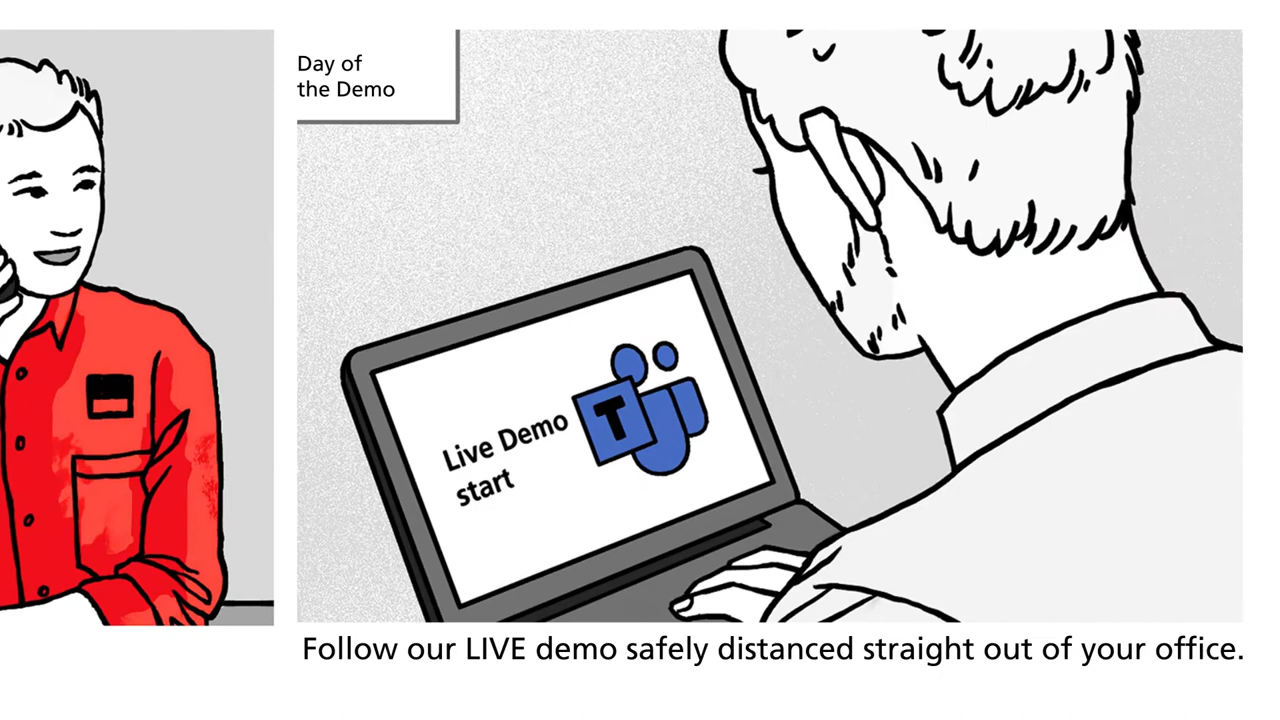 Day of
the Demo
Live Demo
start
T
Follow our LIVE demo safely distanced straight out of your office.